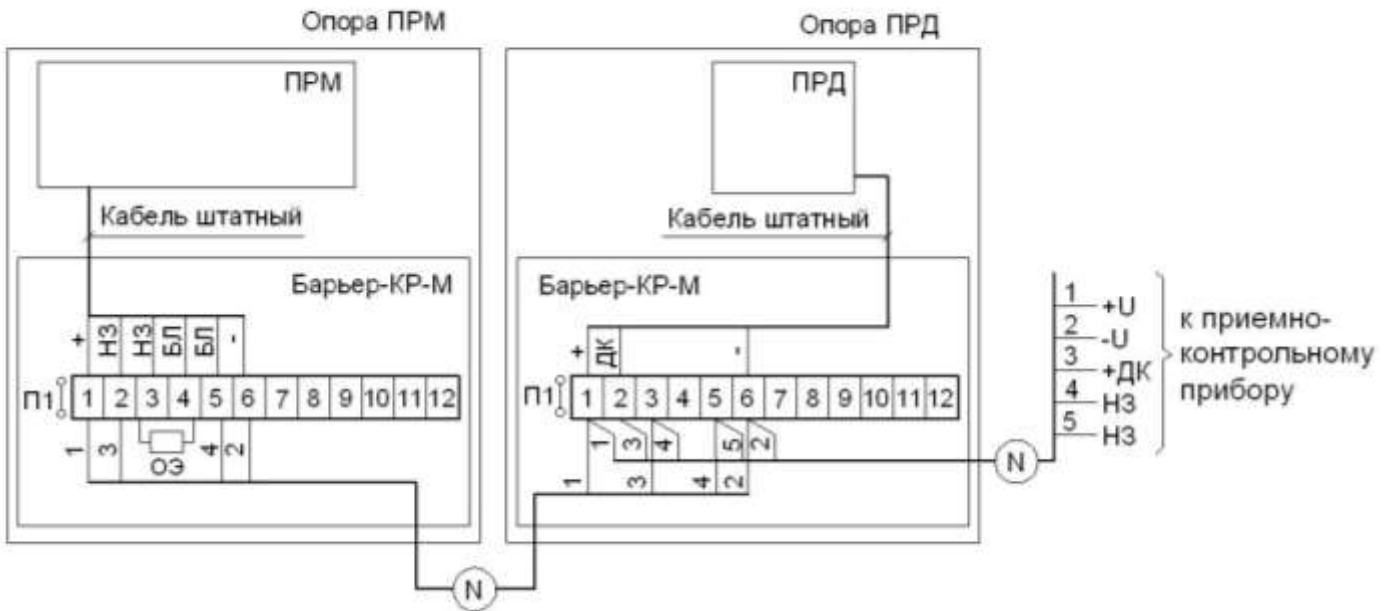 Опора ПРМ
Опора ПРД
ПРМ
ПРД
Кабель штатный
Кабель штатный
Барьер-КР-М
Барьер-КР-М
+ НЗ НЗ БЛ БЛ -
+ ДК -
П1 1 2 3 4 5 6 7 8 9 10 11 12
П1 1 2 3 4 5 6 7 8 9 10 11 12
1 3 ОЭ 4 2
1 3 4 5 2
1 3 4 2
N
N
1 +U
2 -U
3 +ДК
4 НЗ
5 НЗ
к приемно-
контрольному
прибору